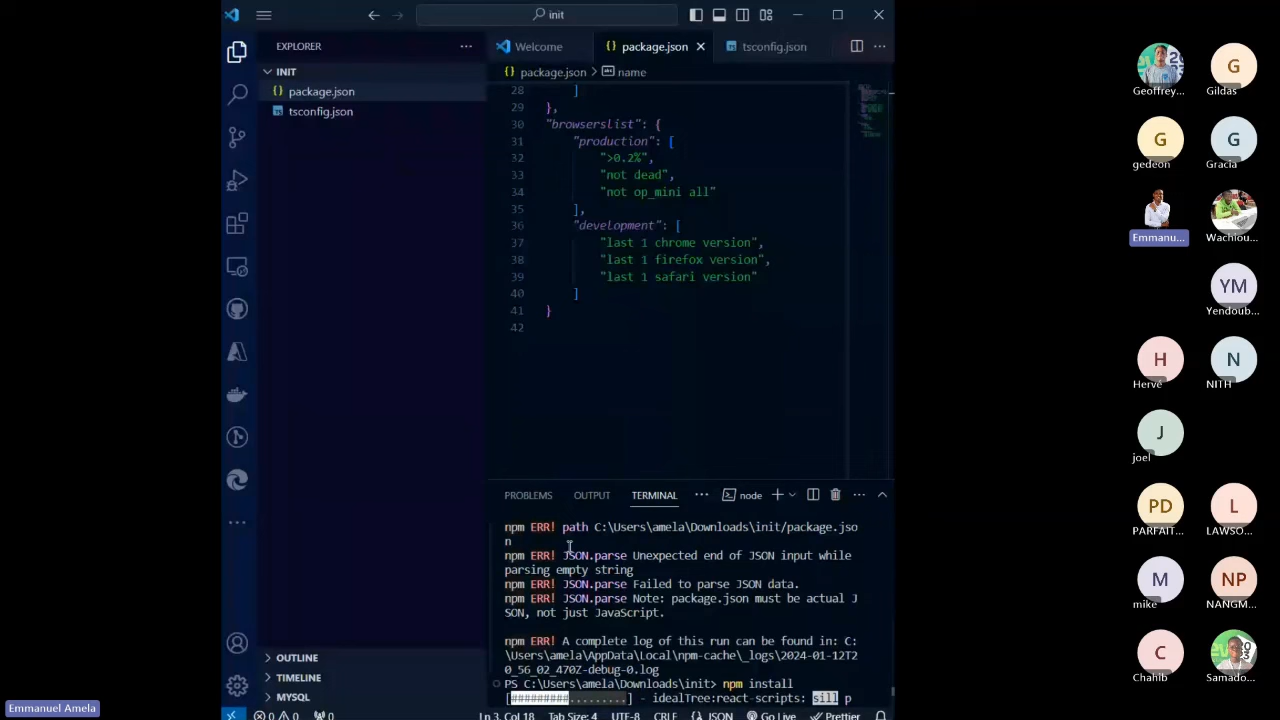 init
EXPLORER
Welcome
package.json
tsconfig.json
INIT
package.json
tsconfig.json
package.json > name
28 ]
29 },
30 "browserslist": {
31 "production": [
32 ">0.2%",
33 "not dead",
34 "not op_mini all"
35 ],
36 "development": [
37 "last 1 chrome version",
38 "last 1 firefox version",
39 "last 1 safari version"
40 ]
41 }
42
PROBLEMS OUTPUT TERMINAL node
npm ERR! path C:\Users\amela\Downloads\init/package.jso
n
npm ERR! JSON.parse Unexpected end of JSON input while
parsing empty string
npm ERR! JSON.parse Failed to parse JSON data.
npm ERR! JSON.parse Note: package.json must be actual J
SON, not just JavaScript.
npm ERR! A complete log of this run can be found in: C:
\Users\amela\AppData\Local\npm-cache\_logs\2024-01-12T2
0_56_02_470Z-debug-0.log
PS C:\Users\amela\Downloads\init> npm install
[#########.........] - idealTree:react-scripts: sill p
OUTLINE
TIMELINE
MYSQL
0 0 0 Ln 3, Col 18 Tab Size: 4 UTF-8 CRLF {} JSON Go Live Prettier
Geoffrey...
G
Gildas
G
gedeon
G
Gracia
Emmanu...
Wachiou...
YM
Yendoub...
H
Hervé
N
NITH
J
joel
PD
PARFAIT...
L
LAWSO...
M
mike
NP
NANGM...
C
Chahib
Samado...
Emmanuel Amela